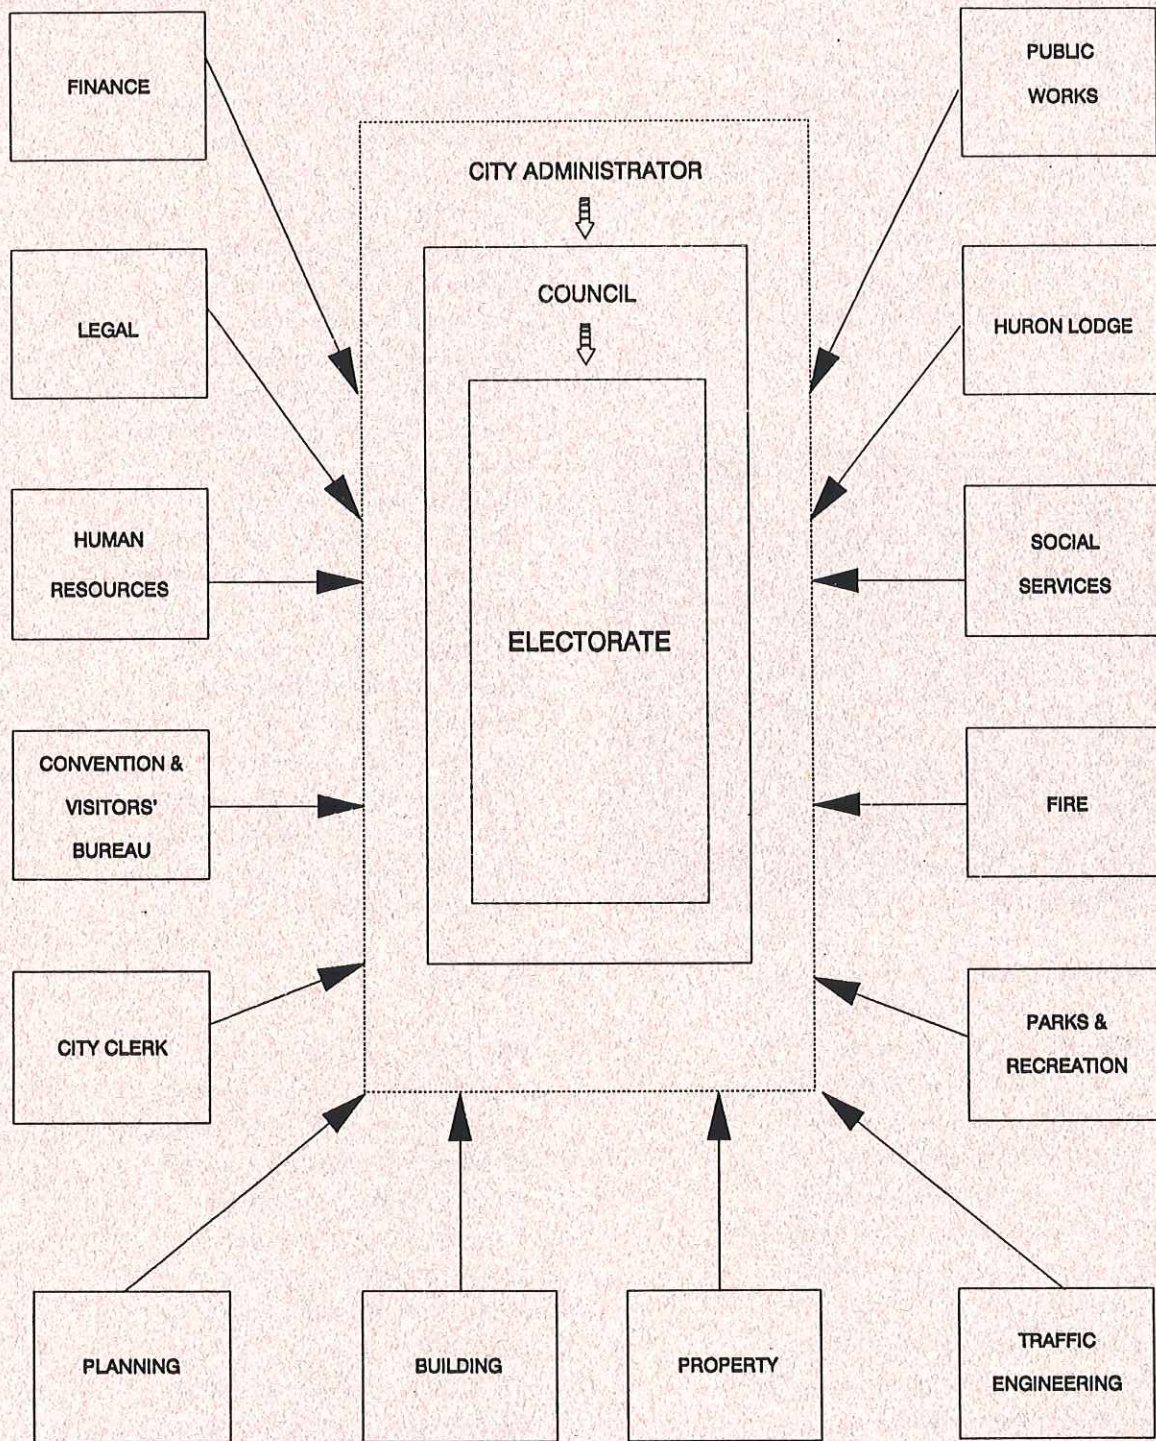 FINANCE
PUBLIC
WORKS
CITY ADMINISTRATOR
COUNCIL
LEGAL
HURON LODGE
HUMAN
RESOURCES
SOCIAL
SERVICES
ELECTORATE
CONVENTION &
VISITORS'
BUREAU
FIRE
CITY CLERK
PARKS &
RECREATION
PLANNING
BUILDING
PROPERTY
TRAFFIC
ENGINEERING